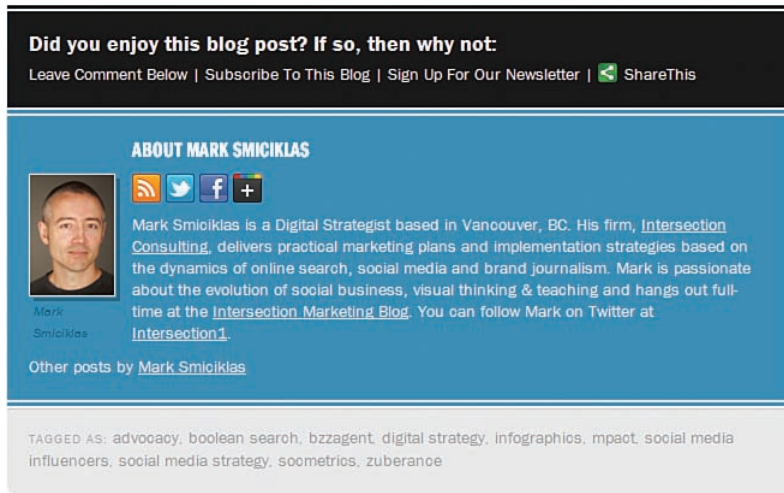 Did you enjoy this blog post? If so, then why not:
Leave Comment Below | Subscribe To This Blog | Sign Up For Our Newsletter | ShareThis
ABOUT MARK SMICIKLAS
Mark Smiciklas is a Digital Strategist based in Vancouver, BC. His firm, Intersection
Consulting, delivers practical marketing plans and implementation strategies based on
the dynamics of online search, social media and brand journalism. Mark is passionate
about the evolution of social business, visual thinking & teaching and hangs out full-
time at the Intersection Marketing Blog. You can follow Mark on Twitter at
Intersection1.
Mark
Smiciklas
Other posts by Mark Smiciklas
TAGGED AS: advocacy, boolean search, bzzagent, digital strategy, infographics, mpact, social media
influencers, social media strategy, socmetrics, zuberance